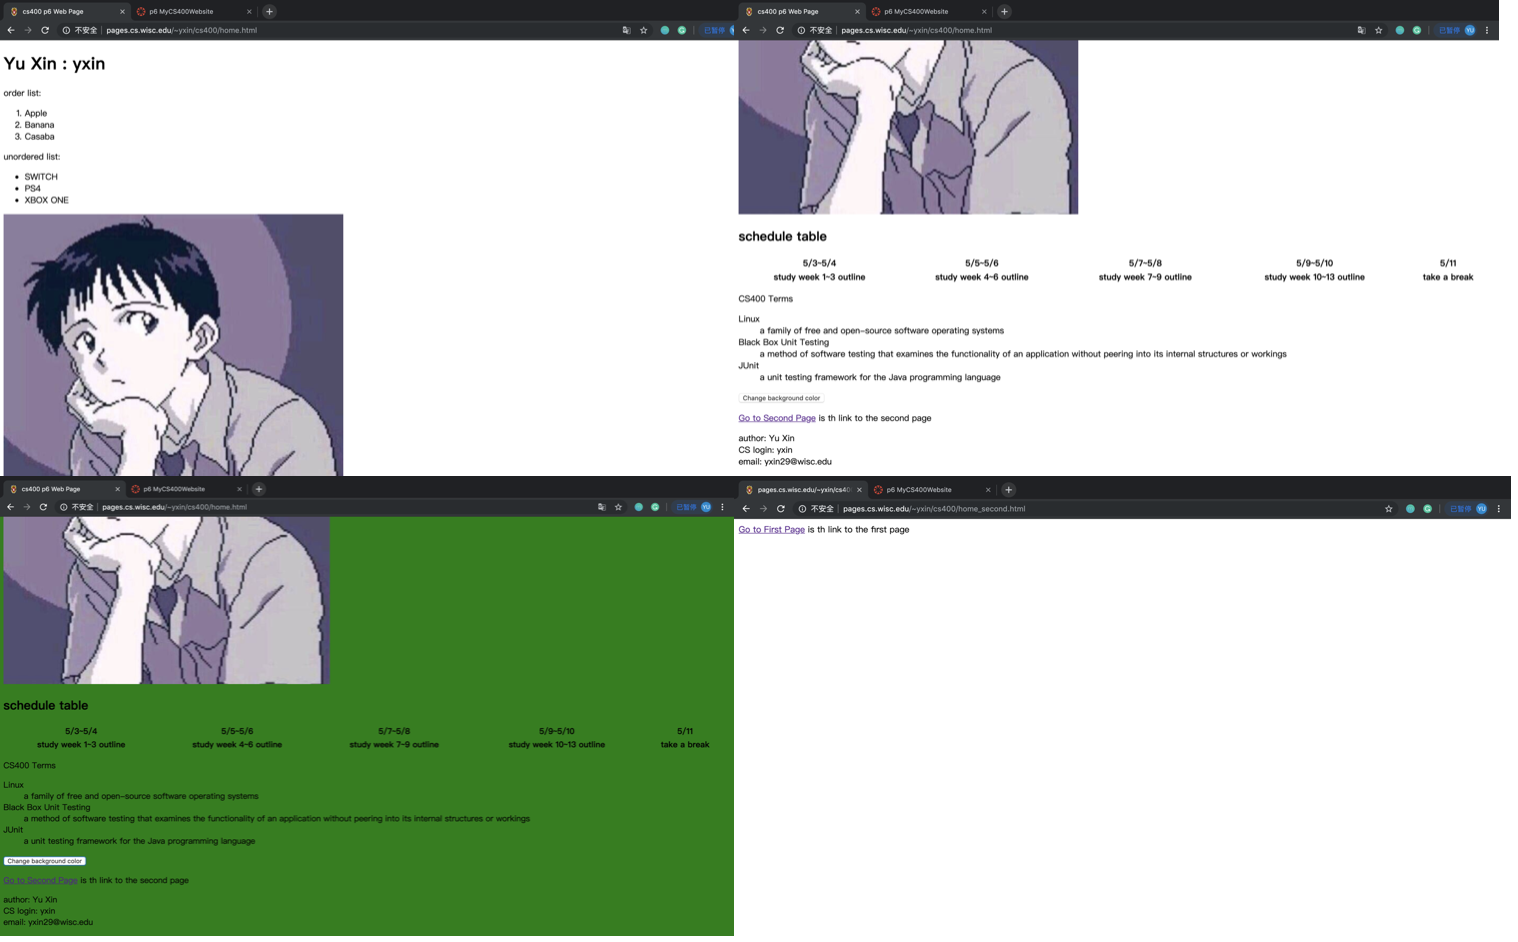 cs400 p6 Web Page
p6 MyCS400Website
不安全 | pages.cs.wisc.edu/~yxin/cs400/home.html
已暂停
Yu Xin : yxin
order list:
1. Apple
2. Banana
3. Casaba
unordered list:
• SWITCH
• PS4
• XBOX ONE
cs400 p6 Web Page
p6 MyCS400Website
不安全 | pages.cs.wisc.edu/~yxin/cs400/home.html
已暂停 YU
schedule table
5/3-5/4 5/5-5/6 5/7-5/8 5/9-5/10 5/11
study week 1-3 outline study week 4-6 outline study week 7-9 outline study week 10-13 outline take a break
CS400 Terms
Linux
a family of free and open-source software operating systems
Black Box Unit Testing
a method of software testing that examines the functionality of an application without peering into its internal structures or workings
JUnit
a unit testing framework for the Java programming language
Change background color
Go to Second Page is th link to the second page
author: Yu Xin
CS login: yxin
email: yxin29@wisc.edu
cs400 p6 Web Page
p6 MyCS400Website
不安全 | pages.cs.wisc.edu/~yxin/cs400/home.html
已暂停 YU
schedule table
5/3-5/4 5/5-5/6 5/7-5/8 5/9-5/10 5/11
study week 1-3 outline study week 4-6 outline study week 7-9 outline study week 10-13 outline take a break
CS400 Terms
Linux
a family of free and open-source software operating systems
Black Box Unit Testing
a method of software testing that examines the functionality of an application without peering into its internal structures or workings
JUnit
a unit testing framework for the Java programming language
Change background color
Go to Second Page is th link to the second page
author: Yu Xin
CS login: yxin
email: yxin29@wisc.edu
pages.cs.wisc.edu/~yxin/cs40
p6 MyCS400Website
不安全 | pages.cs.wisc.edu/~yxin/cs400/home_second.html
已暂停 YU
Go to First Page is th link to the first page